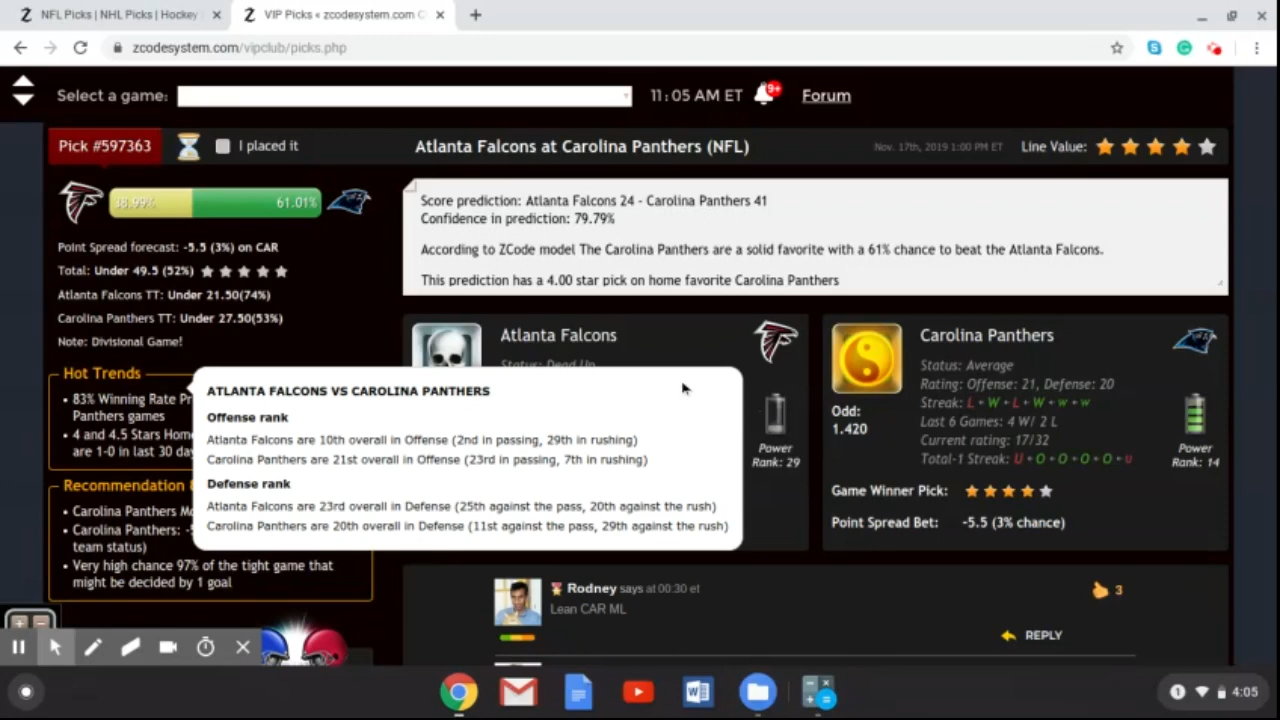 NFL Picks | NHL Picks | Hockey
VIP Picks « zcodesystem.com
zcodesystem.com/vipclub/picks.php
Select a game:
11:05 AM ET
9+
Forum
Pick #597363
I placed it
Atlanta Falcons at Carolina Panthers (NFL)
Nov. 17th, 2019 1:00 PM ET
Line Value:
38.99%
61.01%
Score prediction: Atlanta Falcons 24 - Carolina Panthers 41
Confidence in prediction: 79.79%
According to ZCode model The Carolina Panthers are a solid favorite with a 61% chance to beat the Atlanta Falcons.
This prediction has a 4.00 star pick on home favorite Carolina Panthers
Point Spread forecast: -5.5 (3%) on CAR
Total: Under 49.5 (52%)
Atlanta Falcons TT: Under 21.50(74%)
Carolina Panthers TT: Under 27.50(53%)
Note: Divisional Game!
Hot Trends
83% Winning Rate Pr
Panthers games
4 and 4.5 Stars Home
are 1-0 in last 30 day
Recommendation
Carolina Panthers Mo
Carolina Panthers: -5
team status)
Very high chance 97% of the tight game that
might be decided by 1 goal
Atlanta Falcons
Status: Dead Up
Power
Rank: 29
ATLANTA FALCONS VS CAROLINA PANTHERS
Offense rank
Atlanta Falcons are 10th overall in Offense (2nd in passing, 29th in rushing)
Carolina Panthers are 21st overall in Offense (23rd in passing, 7th in rushing)
Defense rank
Atlanta Falcons are 23rd overall in Defense (25th against the pass, 20th against the rush)
Carolina Panthers are 20th overall in Defense (11st against the pass, 29th against the rush)
Carolina Panthers
Status: Average
Rating: Offense: 21, Defense: 20
Streak: L + W + L + W + w + w
Last 6 Games: 4 W/ 2 L
Current rating: 17/32
Total-1 Streak: U + O + O + O + O + u
Odd:
1.420
Power
Rank: 14
Game Winner Pick:
Point Spread Bet: -5.5 (3% chance)
Rodney says at 00:30 et
Lean CAR ML
3
REPLY
1
4:05